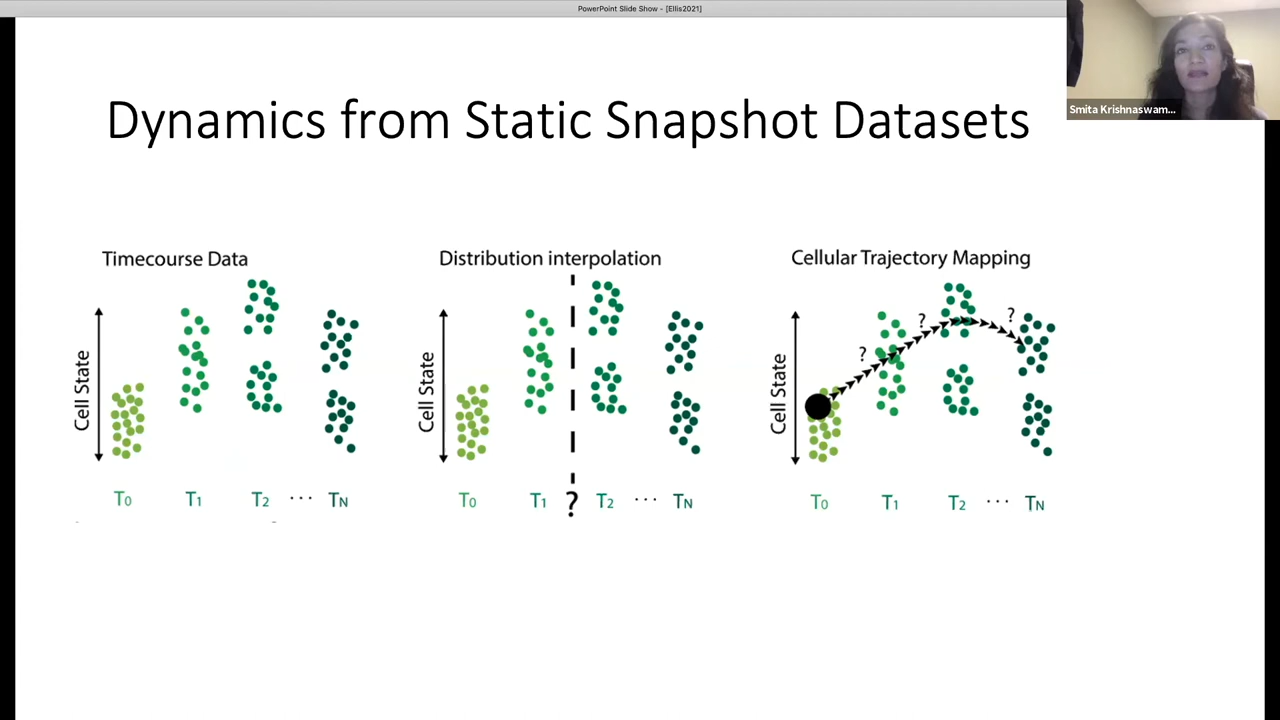 PowerPoint Slide Show - [Ellis2021]
Smita Krishnaswam...
Dynamics from Static Snapshot Datasets
Timecourse Data
Cell State
T0 T1 T2 ... TN
Distribution interpolation
Cell State
T0 T1 ? T2 ... TN
Cellular Trajectory Mapping
? ? ?
Cell State
T0 T1 T2 ... TN